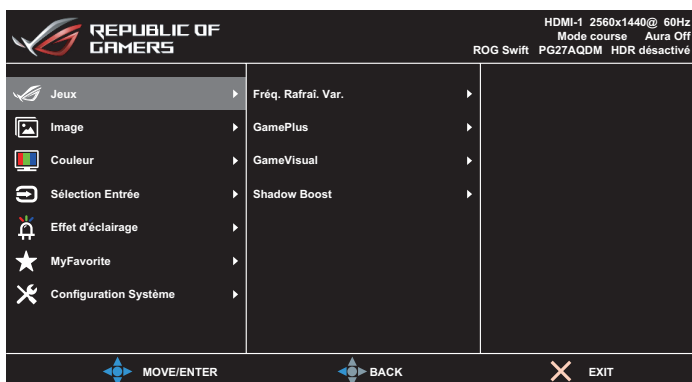 REPUBLIC OF
GAMERS
HDMI-1 2560x1440@ 60Hz
Mode course Aura Off
ROG Swift PG27AQDM HDR désactivé
Jeux
Image
Couleur
Sélection Entrée
Effet d'éclairage
MyFavorite
Configuration Système
Fréq. Rafraî. Var.
GamePlus
GameVisual
Shadow Boost
MOVE/ENTER
BACK
EXIT